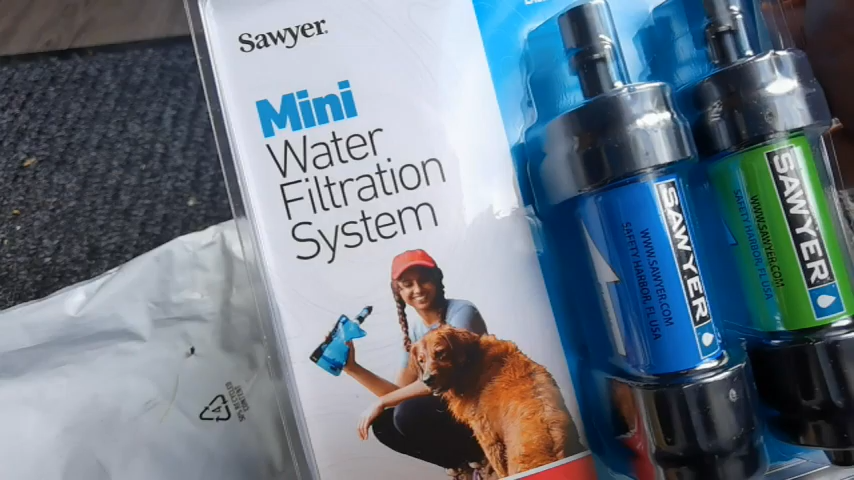 Sawyer.
Mini
Water
Filtration
System
SAWYER
WWW.SAWYER.COM
SAFETY HARBOR, FL USA
SAWYER
WWW.SAWYER.COM
SAFETY HARBOR, FL USA
4